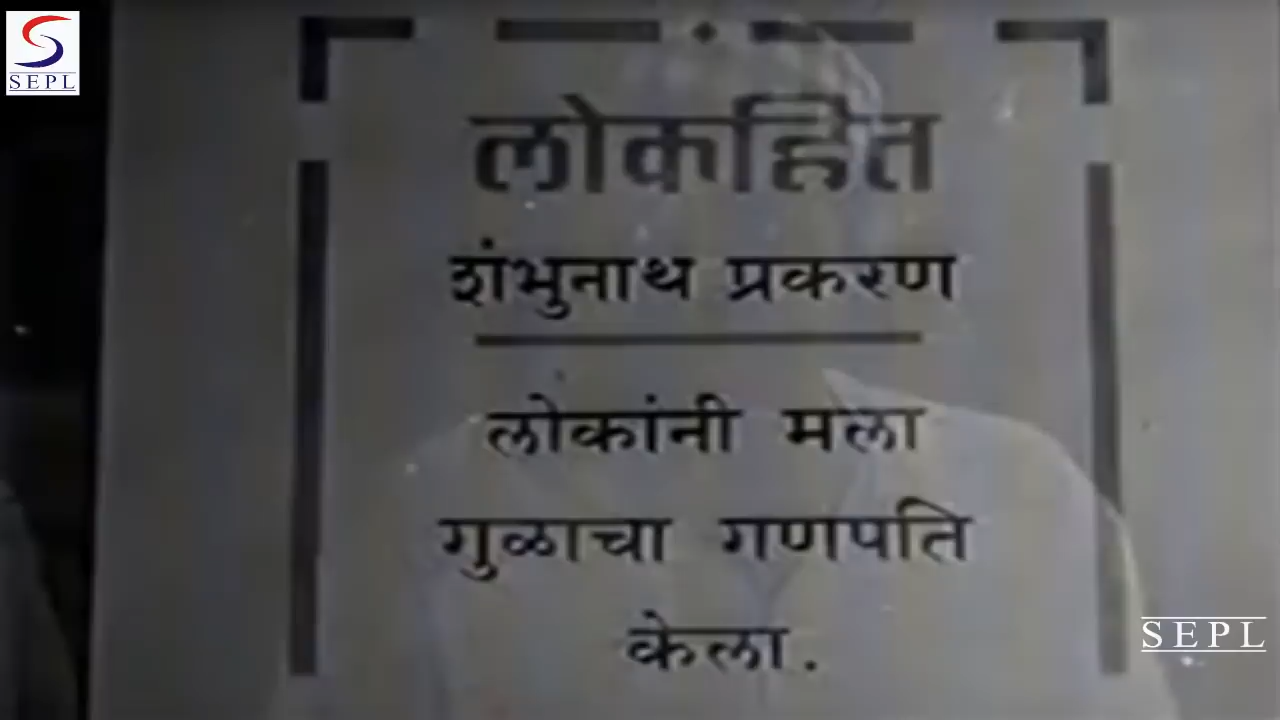 SEPL
लोकहित
शंभुनाथ प्रकरण
लोकांनी मला
गुळाचा गणपति
केला.
SEPL